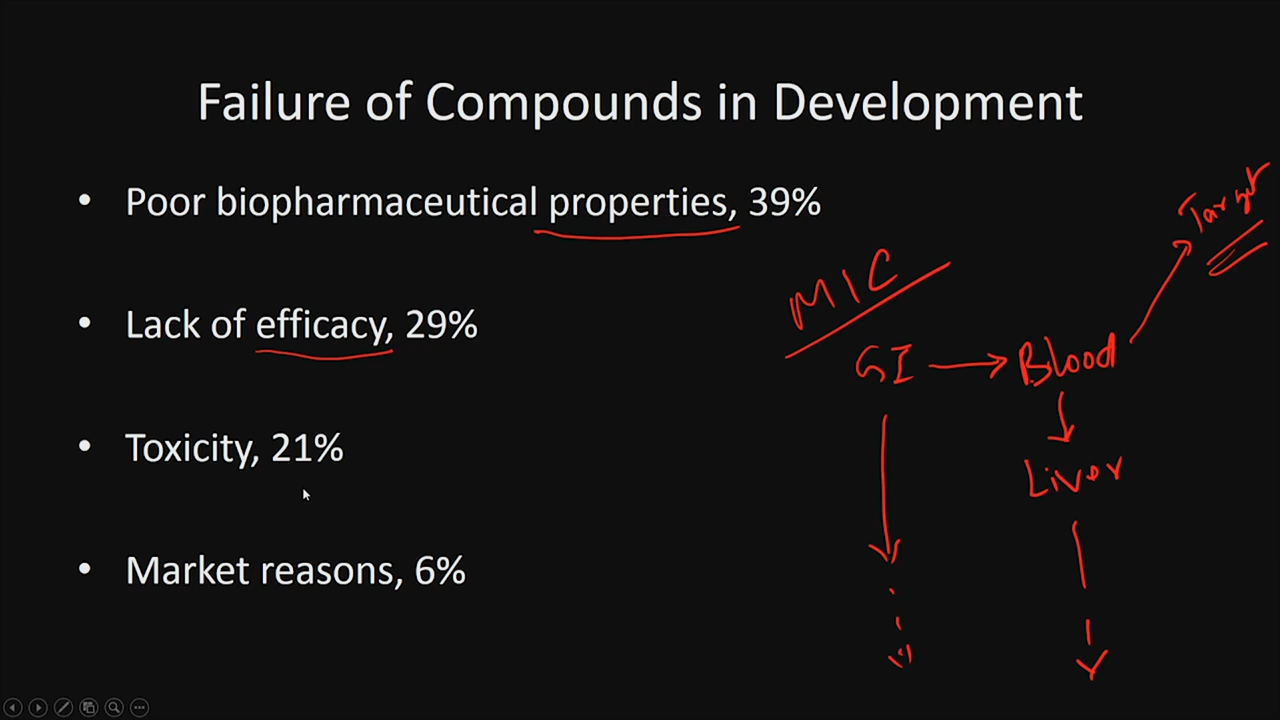 Failure of Compounds in Development
• Poor biopharmaceutical properties, 39%
• Lack of efficacy, 29%
• Toxicity, 21%
• Market reasons, 6%
Target
MIC
GI → Blood
Liver